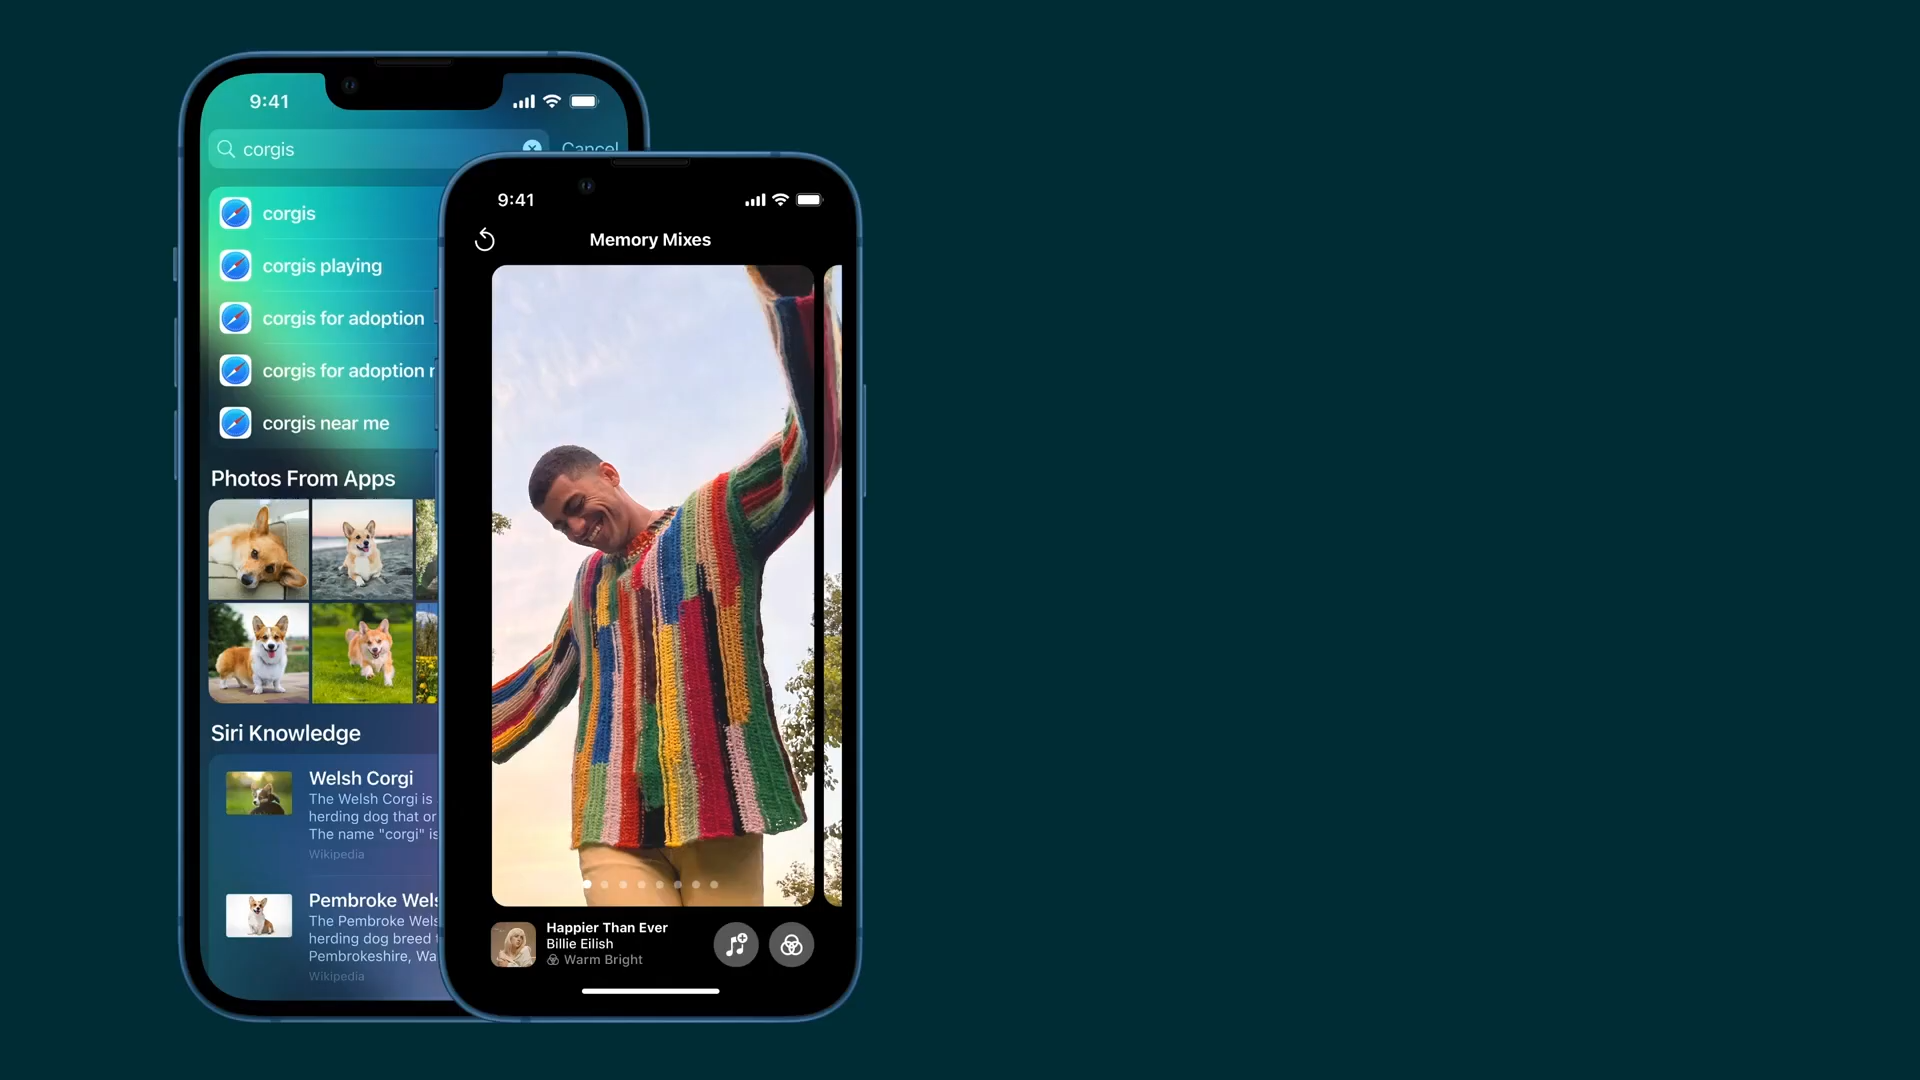 9:41
corgis
Cancel
corgis
corgis playing
corgis for adoption
corgis for adoption
corgis near me
Photos From Apps
Siri Knowledge
Welsh Corgi
The Welsh Corgi is
herding dog that or
The name "corgi" is
Wikipedia
Pembroke Wels
The Pembroke Wels
herding dog breed
Pembrokeshire, Wa
Wikipedia
9:41
Memory Mixes
Happier Than Ever
Billie Eilish
Warm Bright